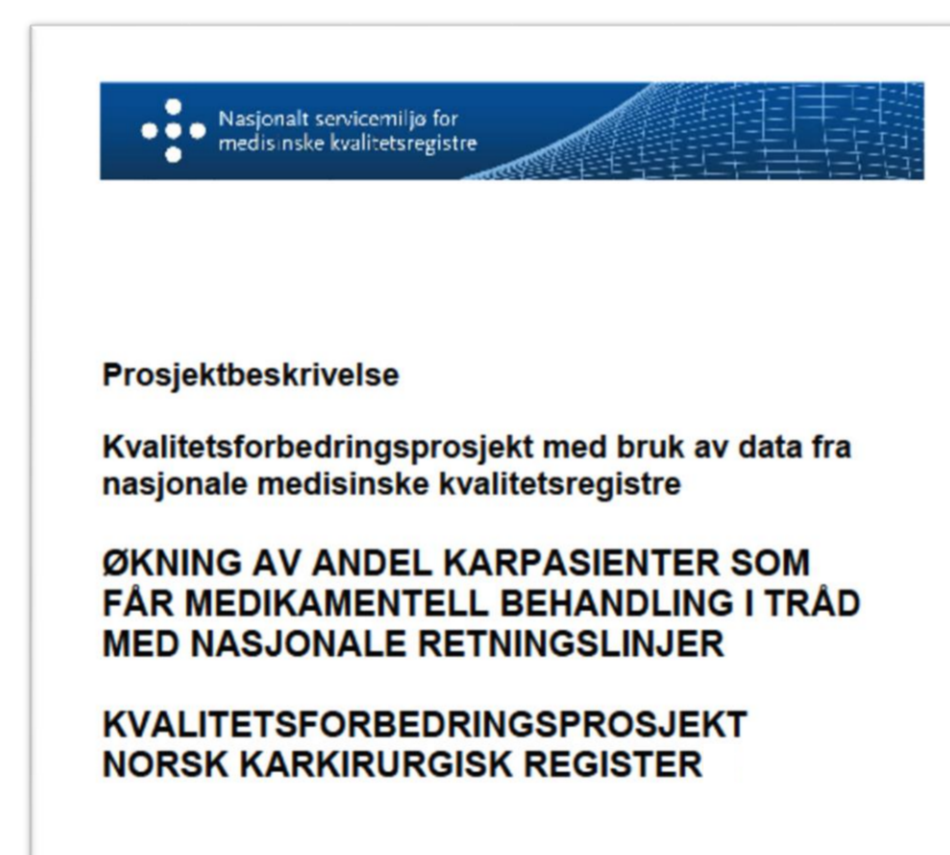 Nasjonalt servicemiljø for
medisinske kvalitetsregistre
Prosjektbeskrivelse
Kvalitetsforbedringsprosjekt med bruk av data fra
nasjonale medisinske kvalitetsregistre
ØKNING AV ANDEL KARPASIENTER SOM
FÅR MEDIKAMENTELL BEHANDLING I TRÅD
MED NASJONALE RETNINGSLINJER
KVALITETSFORBEDRINGSPROSJEKT
NORSK KARKIRURGISK REGISTER